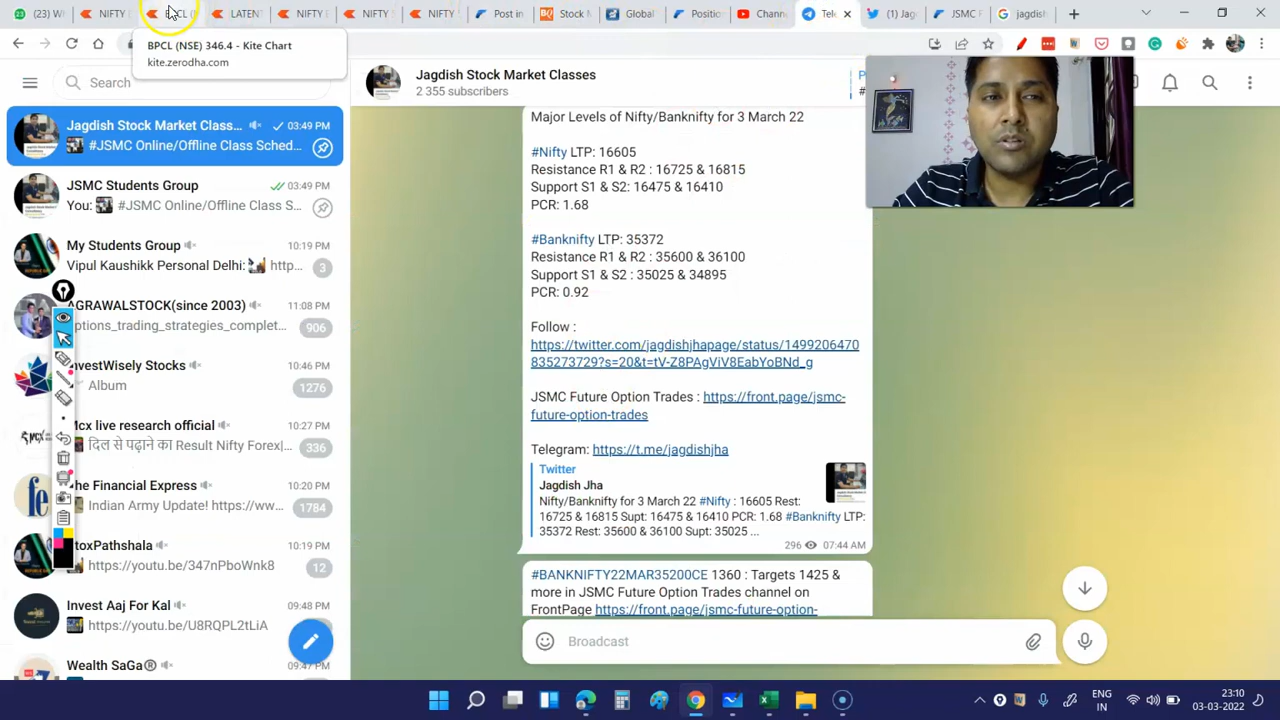 (23) W
NIFTY
BPCL (
LATENT
NIFTY E
NIFTY
NIFTY
Post in
Stock M
Global
Positio
Chann
Tele
(1) Jag
JSMC F
jagdish
BPCL (NSE) 346.4 - Kite Chart
kite.zerodha.com
Search
Jagdish Stock Market Classes
2 355 subscribers
Jagdish Stock Market Class... 03:49 PM
#JSMC Online/Offline Class Sched...
JSMC Students Group 03:49 PM
You: #JSMC Online/Offline Class S...
My Students Group 10:19 PM
Vipul Kaushikk Personal Delhi: http... 3
AGRAWALSTOCK(since 2003) 11:08 PM
ptions_trading_strategies_complet... 906
nvestWisely Stocks 10:46 PM
Album 1276
Mcx live research official 10:27 PM
दिल से पढ़ाने का Result Nifty Forex|... 336
he Financial Express 10:20 PM
Indian Army Update! https://ww... 1784
toxPathshala 10:19 PM
https://youtu.be/347nPboWnk8 12
Invest Aaj For Kal 09:48 PM
https://youtu.be/U8RQPL2tLiA
Wealth SaGa® 09:47 PM
Major Levels of Nifty/Banknifty for 3 March 22
#Nifty LTP: 16605
Resistance R1 & R2 : 16725 & 16815
Support S1 & S2: 16475 & 16410
PCR: 1.68
#Banknifty LTP: 35372
Resistance R1 & R2 : 35600 & 36100
Support S1 & S2 : 35025 & 34895
PCR: 0.92
Follow :
https://twitter.com/jagdishjhapage/status/1499206470
835273729?s=20&t=tV-Z8PAgViV8EabYoBNd_g
JSMC Future Option Trades : https://front.page/jsmc-
future-option-trades
Telegram: https://t.me/jagdishjha
Twitter
Jagdish Jha
Nifty/Banknifty for 3 March 22 #Nifty : 16605 Rest:
16725 & 16815 Supt: 16475 & 16410 PCR: 1.68 #Banknifty LTP:
35372 Rest: 35600 & 36100 Supt: 35025 ...
296 07:44 AM
#BANKNIFTY22MAR35200CE 1360 : Targets 1425 &
more in JSMC Future Option Trades channel on
FrontPage https://front.page/jsmc-future-option-
Broadcast
ENG
IN
23:10
03-03-2022